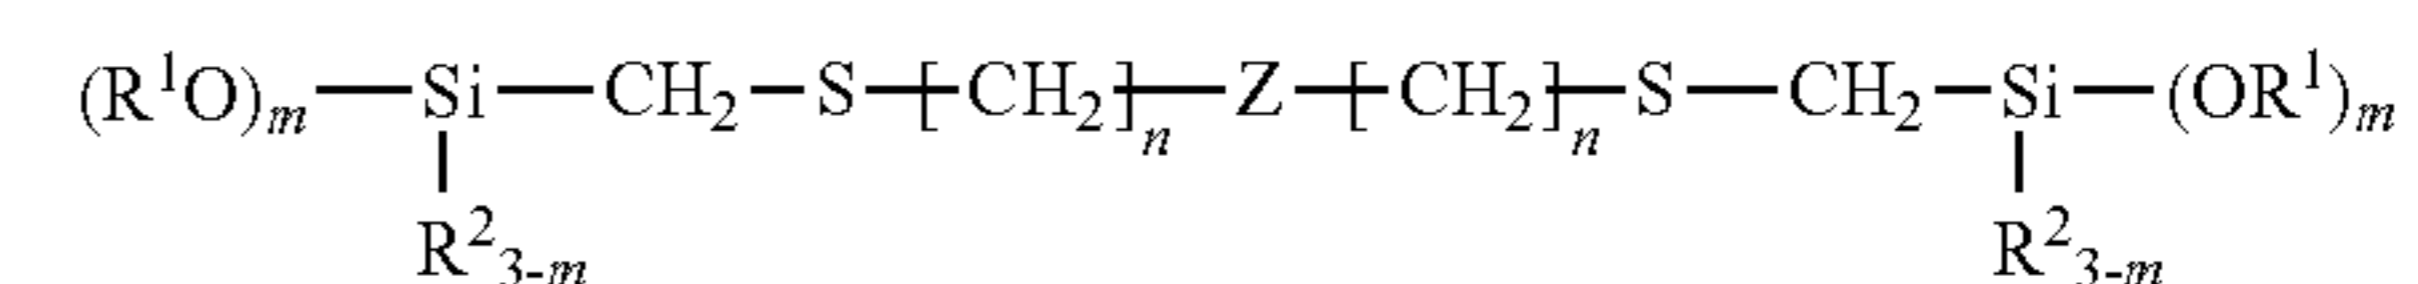 (R¹O)ₘ—Si—CH₂—S—[CH₂]ₙ—Z—[CH₂]ₙ—S—CH₂—Si—(OR¹)ₘ
R²₃₋ₘ R²₃₋ₘ